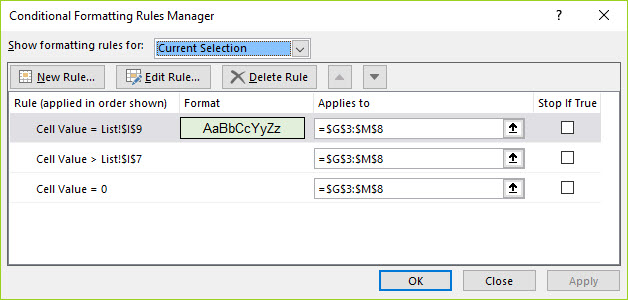 Conditional Formatting Rules Manager
Show formatting rules for: Current Selection
New Rule... Edit Rule... Delete Rule
Rule (applied in order shown) Format Applies to Stop If True
Cell Value = List!$I$9 AaBbCcYyZz =$G$3:$M$8
Cell Value > List!$I$7 =$G$3:$M$8
Cell Value = 0 =$G$3:$M$8
OK Close Apply